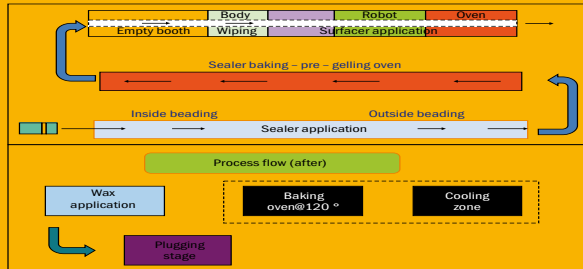 Body Robot Oven
Empty booth Wiping Surfacer application
Sealer baking – pre – gelling oven
Inside beading Outside beading
Sealer application
Process flow (after)
Wax
application
Baking
oven@120 °
Cooling
zone
Plugging
stage